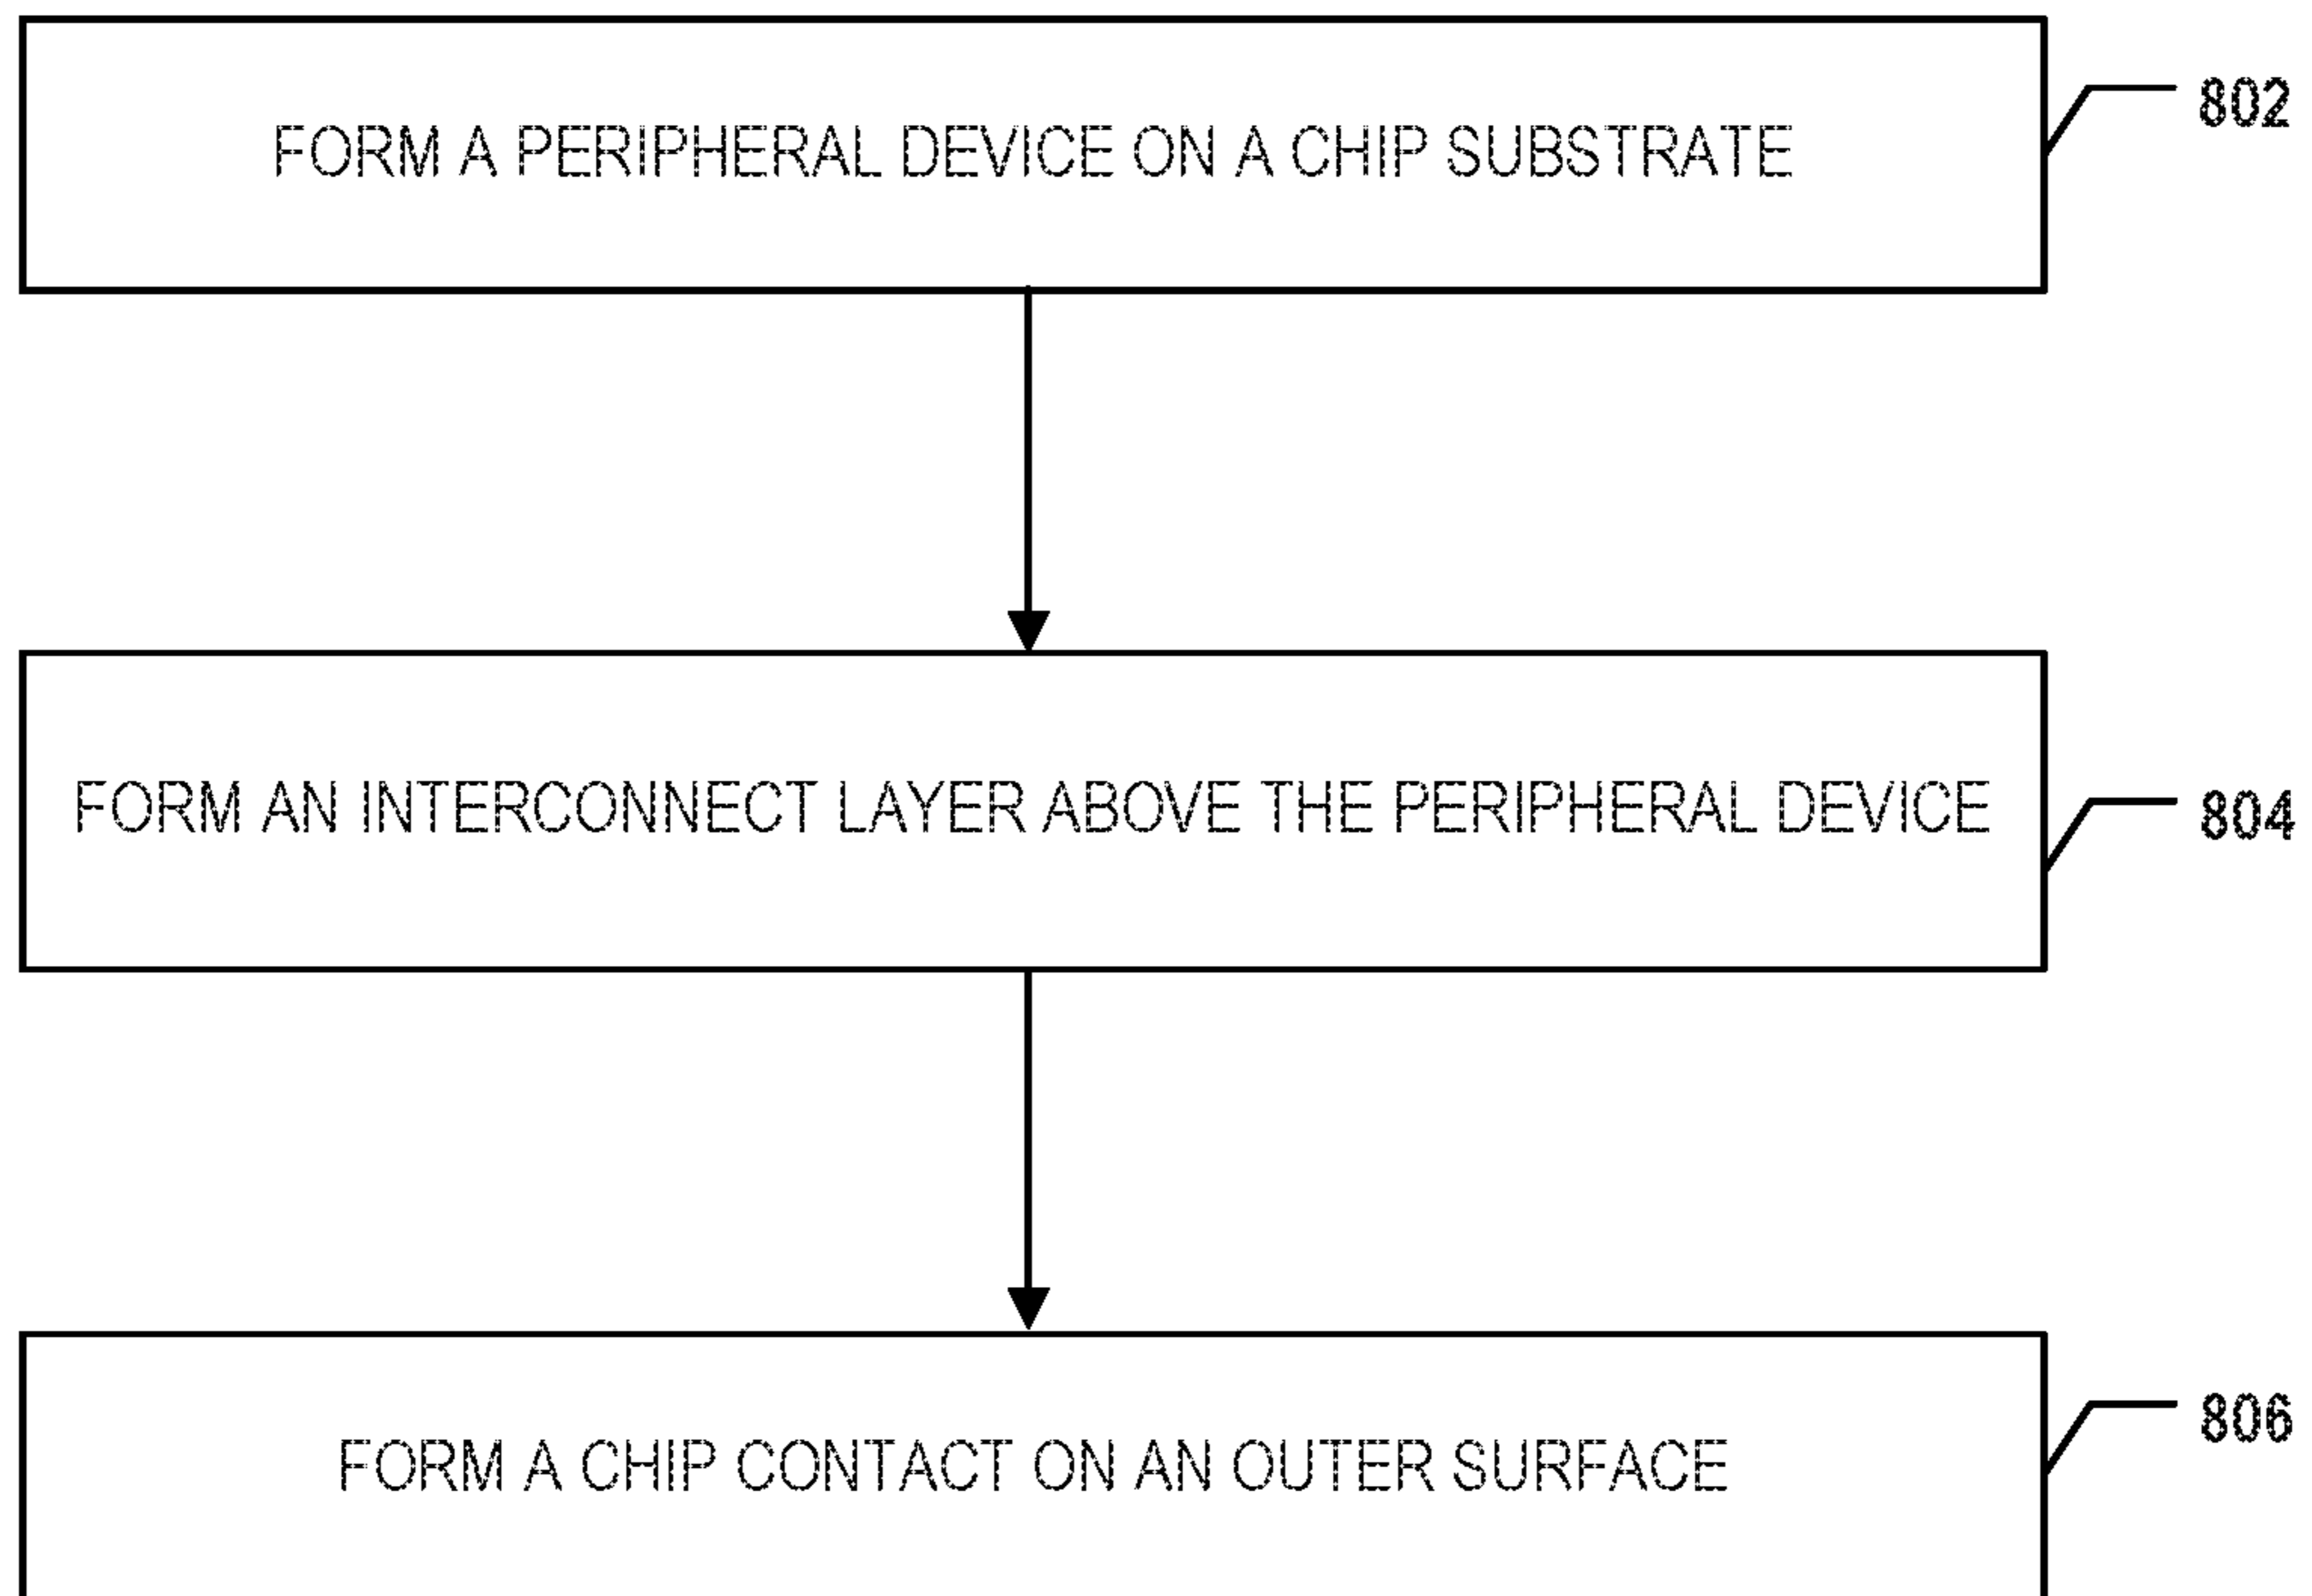 FORM A PERIPHERAL DEVICE ON A CHIP SUBSTRATE
802
FORM AN INTERCONNECT LAYER ABOVE THE PERIPHERAL DEVICE
804
FORM A CHIP CONTACT ON AN OUTER SURFACE
806